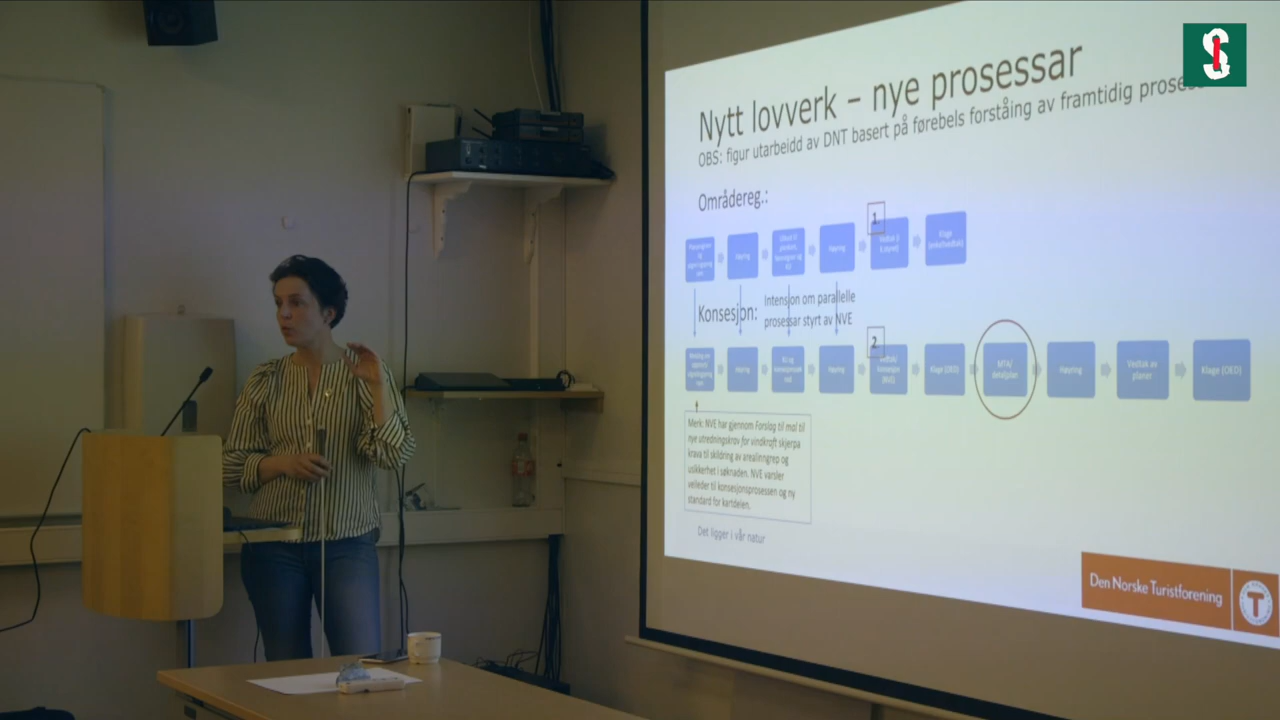 Nytt lovverk – nye prosessar
OBS: figur utarbeidd av DNT basert på førebels forståing av framtidig
Områdereg.:
Høring
Høring
1.
Klage
Konsesjon:
Intensjon om parallelle
prosessar styrt av NVE
Høring
KU og
Høring
2.
(NVE)
Klage (OED)
MTA/
detaljplan
Høring
Vedtak av
planer
Klage (OED)
Merk: NVE har gjennom Forslag til mal til
nye utredningskrav for vindkraft skjerpa
krava til skildring av arealinngrep og
usikkerhet i søknaden. NVE varsler
veileder til konsesjonsprosessen og ny
standard for kartdelen.
Det ligger i vår natur
Den Norske Turistforening
T
S